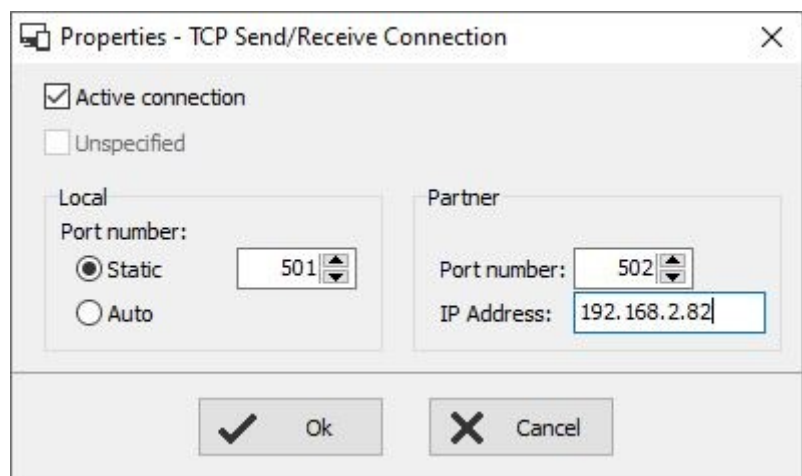 Properties - TCP Send/Receive Connection
Active connection
Unspecified
Local
Port number:
Static 501
Auto
Partner
Port number: 502
IP Address: 192.168.2.82
Ok Cancel